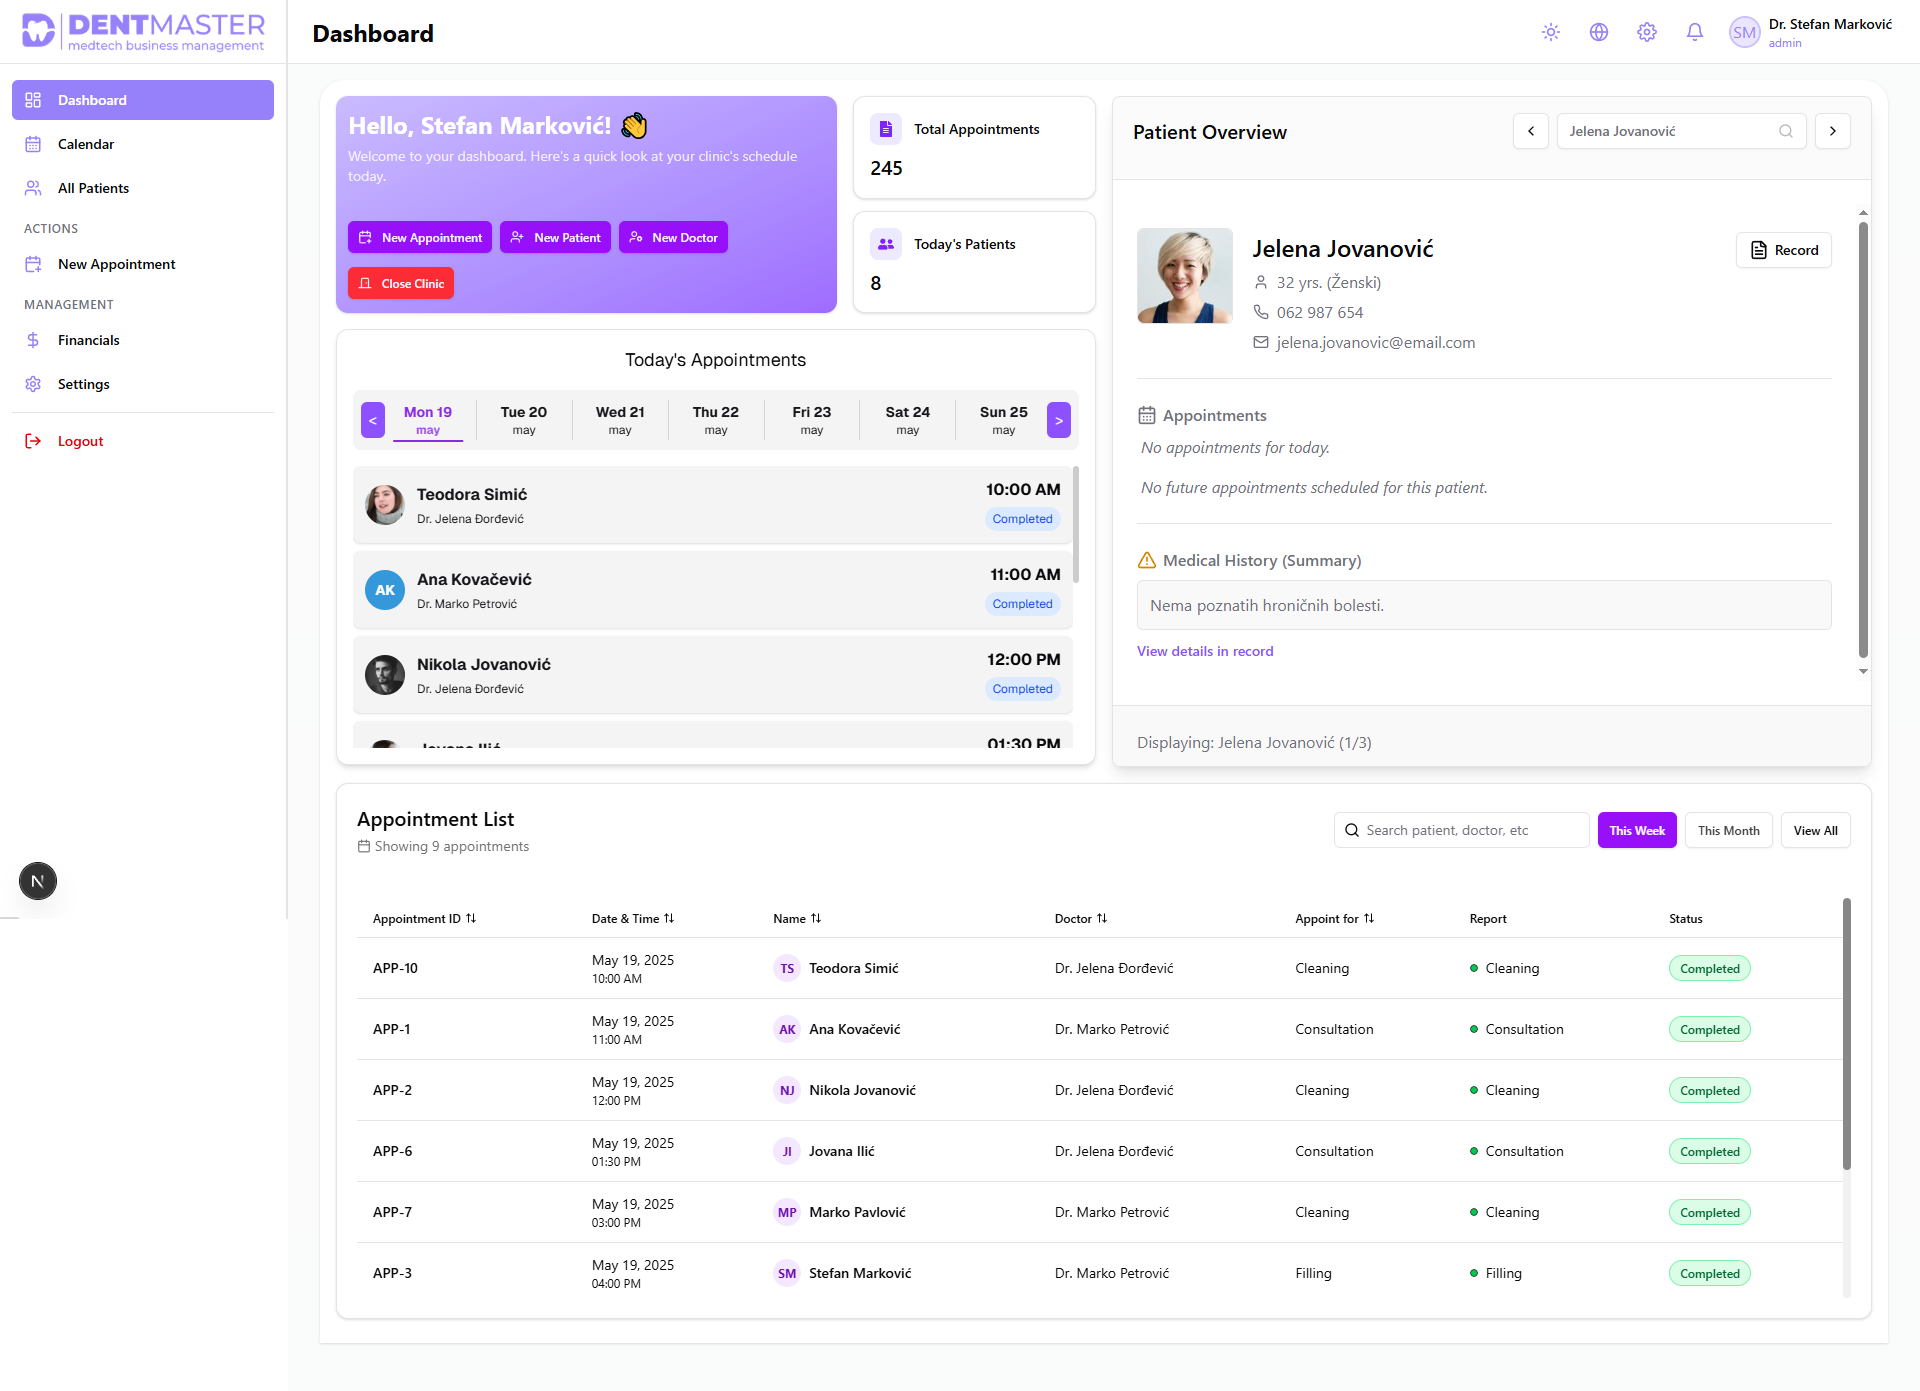 DENTMASTER
medtech business management
Dashboard
Calendar
All Patients
ACTIONS
New Appointment
MANAGEMENT
Financials
Settings
Logout
N
Dashboard
SM
Dr. Stefan Marković
admin
Hello, Stefan Marković! 👋
Welcome to your dashboard. Here's a quick look at your clinic's schedule
today.
New Appointment
New Patient
New Doctor
Close Clinic
Total Appointments
245
Today's Patients
8
Today's Appointments
<
Mon 19
may
Tue 20
may
Wed 21
may
Thu 22
may
Fri 23
may
Sat 24
may
Sun 25
may
>
Teodora Simić
Dr. Jelena Đorđević
10:00 AM
Completed
AK
Ana Kovačević
Dr. Marko Petrović
11:00 AM
Completed
Nikola Jovanović
Dr. Jelena Đorđević
12:00 PM
Completed
Jovana Ilić
01:30 PM
Patient Overview
Jelena Jovanović
Jelena Jovanović
32 yrs. (Ženski)
062 987 654
jelena.jovanovic@email.com
Record
Appointments
No appointments for today.
No future appointments scheduled for this patient.
Medical History (Summary)
Nema poznatih hroničnih bolesti.
View details in record
Displaying: Jelena Jovanović (1/3)
Appointment List
Showing 9 appointments
Search patient, doctor, etc
This Week
This Month
View All
Appointment ID
Date & Time
Name
Doctor
Appoint for
Report
Status
APP-10
May 19, 2025
10:00 AM
TS
Teodora Simić
Dr. Jelena Đorđević
Cleaning
Cleaning
Completed
APP-1
May 19, 2025
11:00 AM
AK
Ana Kovačević
Dr. Marko Petrović
Consultation
Consultation
Completed
APP-2
May 19, 2025
12:00 PM
NJ
Nikola Jovanović
Dr. Jelena Đorđević
Cleaning
Cleaning
Completed
APP-6
May 19, 2025
01:30 PM
JI
Jovana Ilić
Dr. Jelena Đorđević
Consultation
Consultation
Completed
APP-7
May 19, 2025
03:00 PM
MP
Marko Pavlović
Dr. Marko Petrović
Cleaning
Cleaning
Completed
APP-3
May 19, 2025
04:00 PM
SM
Stefan Marković
Dr. Marko Petrović
Filling
Filling
Completed